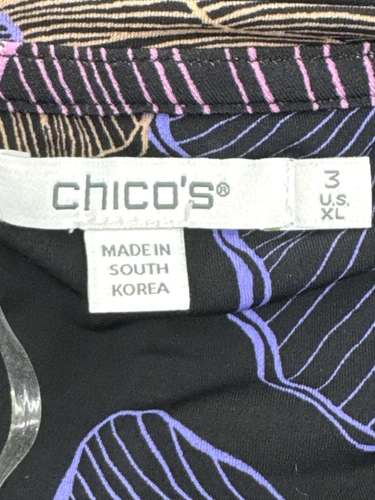 chico's®
3
U.S.
XL
MADE IN
SOUTH
KOREA